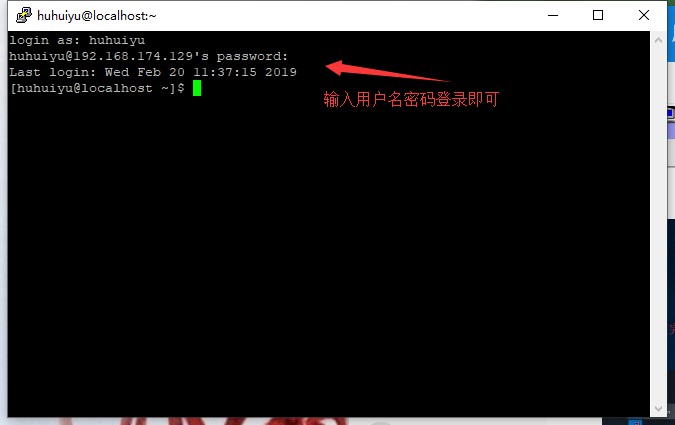 huhuiyu@localhost:~
login as: huhuiyu
huhuiyu@192.168.174.129's password:
Last login: Wed Feb 20 11:37:15 2019
[huhuiyu@localhost ~]$
输入用户名密码登录即可